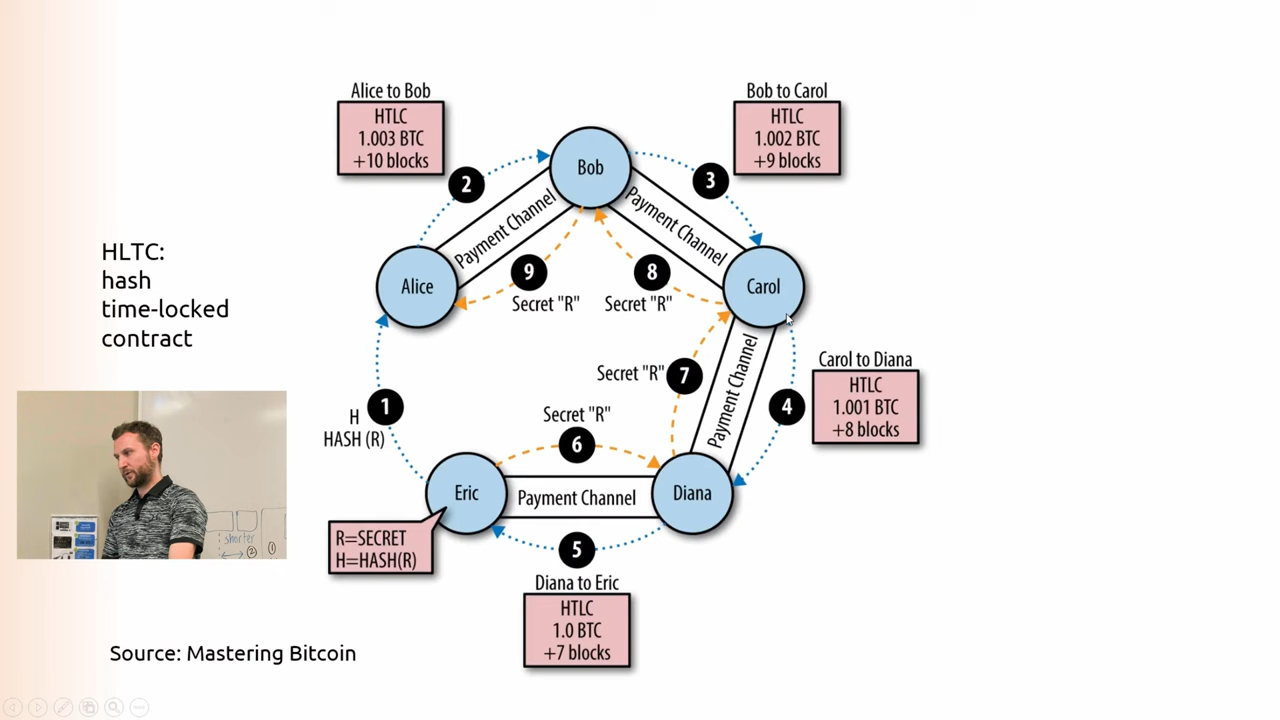 Alice to Bob
HTLC
1.003 BTC
+10 blocks
Bob to Carol
HTLC
1.002 BTC
+9 blocks
Bob
2
3
Payment Channel
Payment Channel
HLTC:
hash
time-locked
contract
Alice
9
Secret "R"
8
Secret "R"
Carol
Carol to Diana
HTLC
1.001 BTC
+8 blocks
Secret "R"
7
Payment Channel
4
1
H
HASH (R)
Secret "R"
6
Eric
Payment Channel
Diana
R=SECRET
H=HASH(R)
5
Diana to Eric
HTLC
1.0 BTC
+7 blocks
shorter
2
1
Source: Mastering Bitcoin